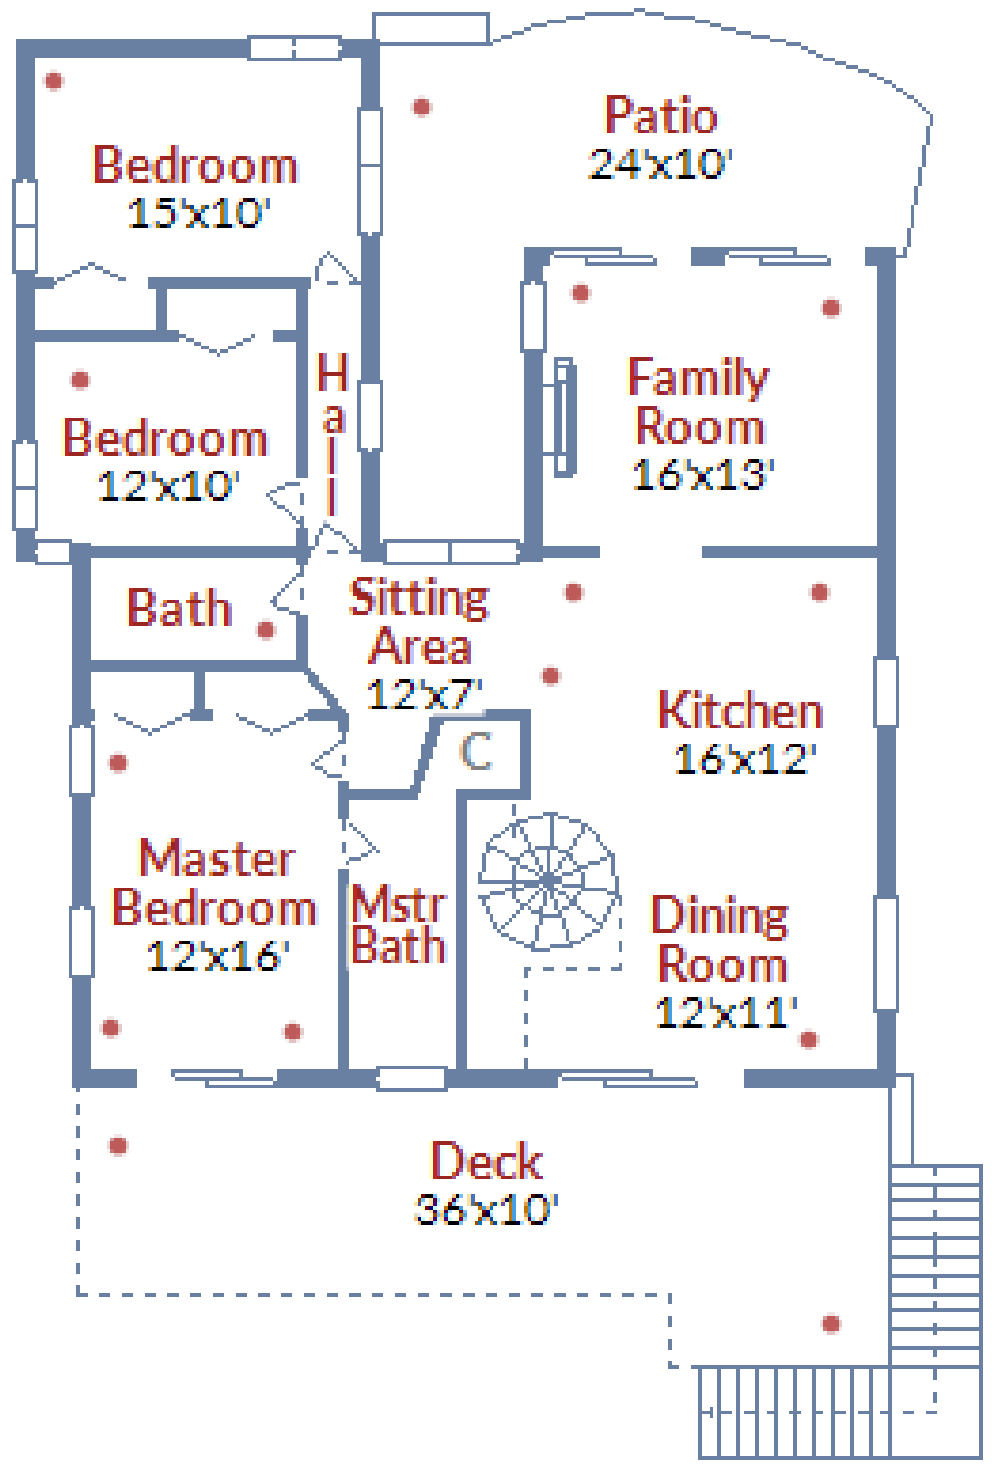 Patio
24'x10'
Bedroom
15'x10'
H
a
l
l
Family
Room
16'x13'
Bedroom
12'x10'
Bath
Sitting
Area
12'x7'
Kitchen
16'x12'
C
Master
Bedroom
12'x16'
Mstr
Bath
Dining
Room
12'x11'
Deck
36'x10'